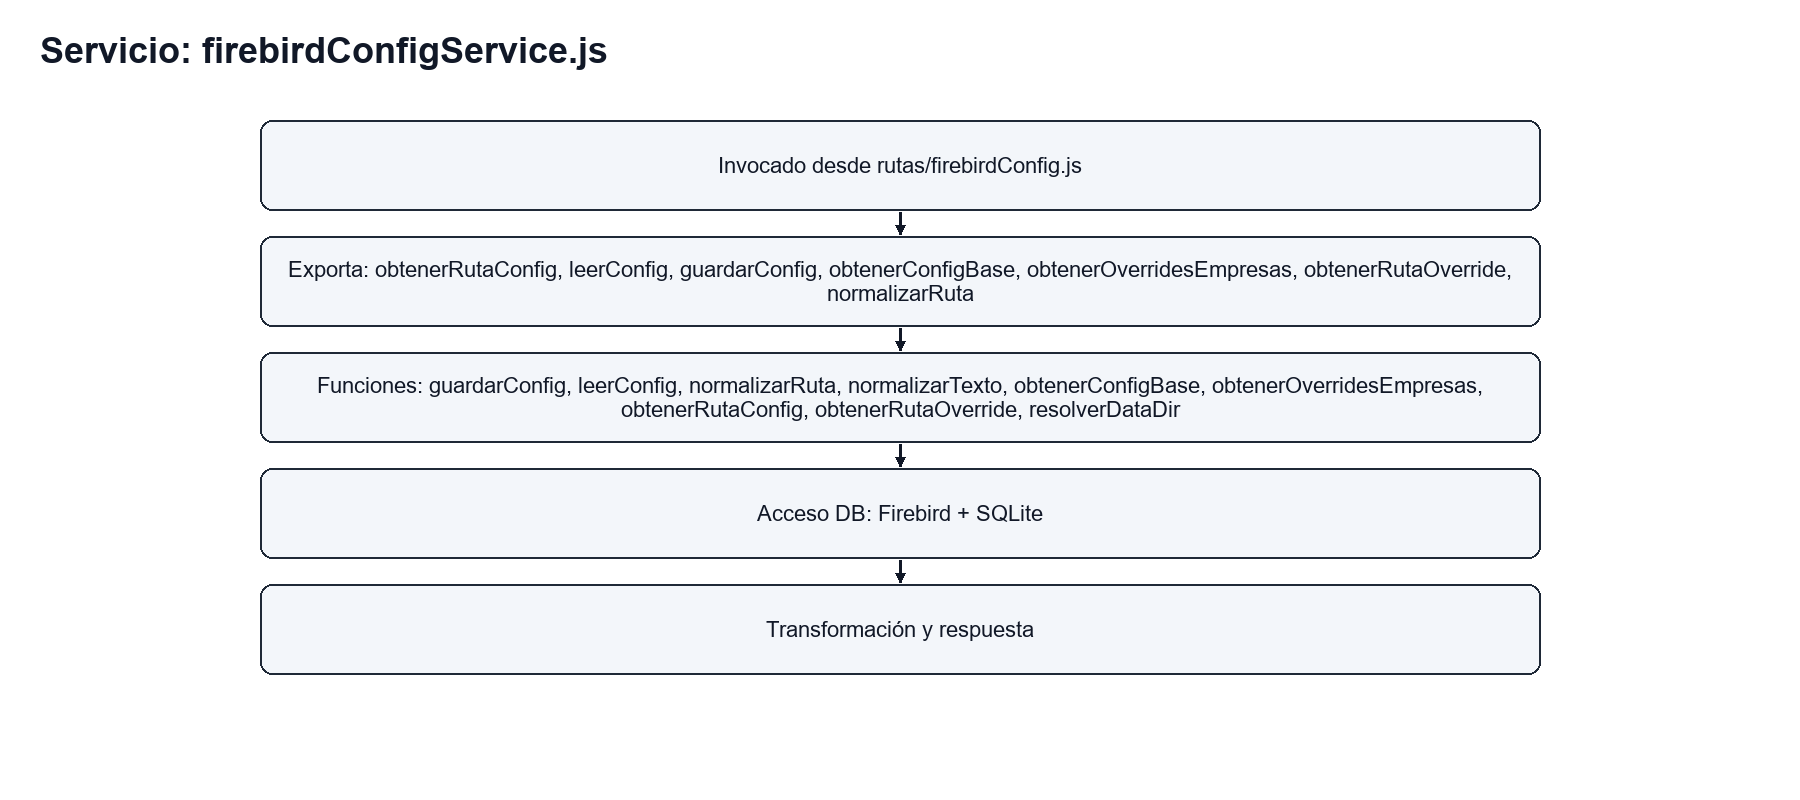 Servicio: firebirdConfigService.js
Invocado desde rutas/firebirdConfig.js
Exporta: obtenerRutaConfig, leerConfig, guardarConfig, obtenerConfigBase, obtenerOverridesEmpresas, obtenerRutaOverride,
normalizarRuta
Funciones: guardarConfig, leerConfig, normalizarRuta, normalizarTexto, obtenerConfigBase, obtenerOverridesEmpresas,
obtenerRutaConfig, obtenerRutaOverride, resolverDataDir
Acceso DB: Firebird + SQLite
Transformación y respuesta